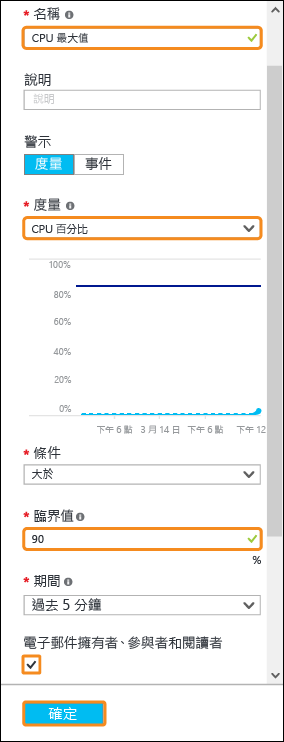 * 名稱
CPU 最大值
說明
說明
警示
度量 事件
* 度量
CPU 百分比
100%
80%
60%
40%
20%
0%
下午 6 點 3 月 14 日 下午 6 點 下午 12
* 條件
大於
* 臨界值
90
%
* 期間
過去 5 分鐘
電子郵件擁有者、參與者和閱讀者
確定